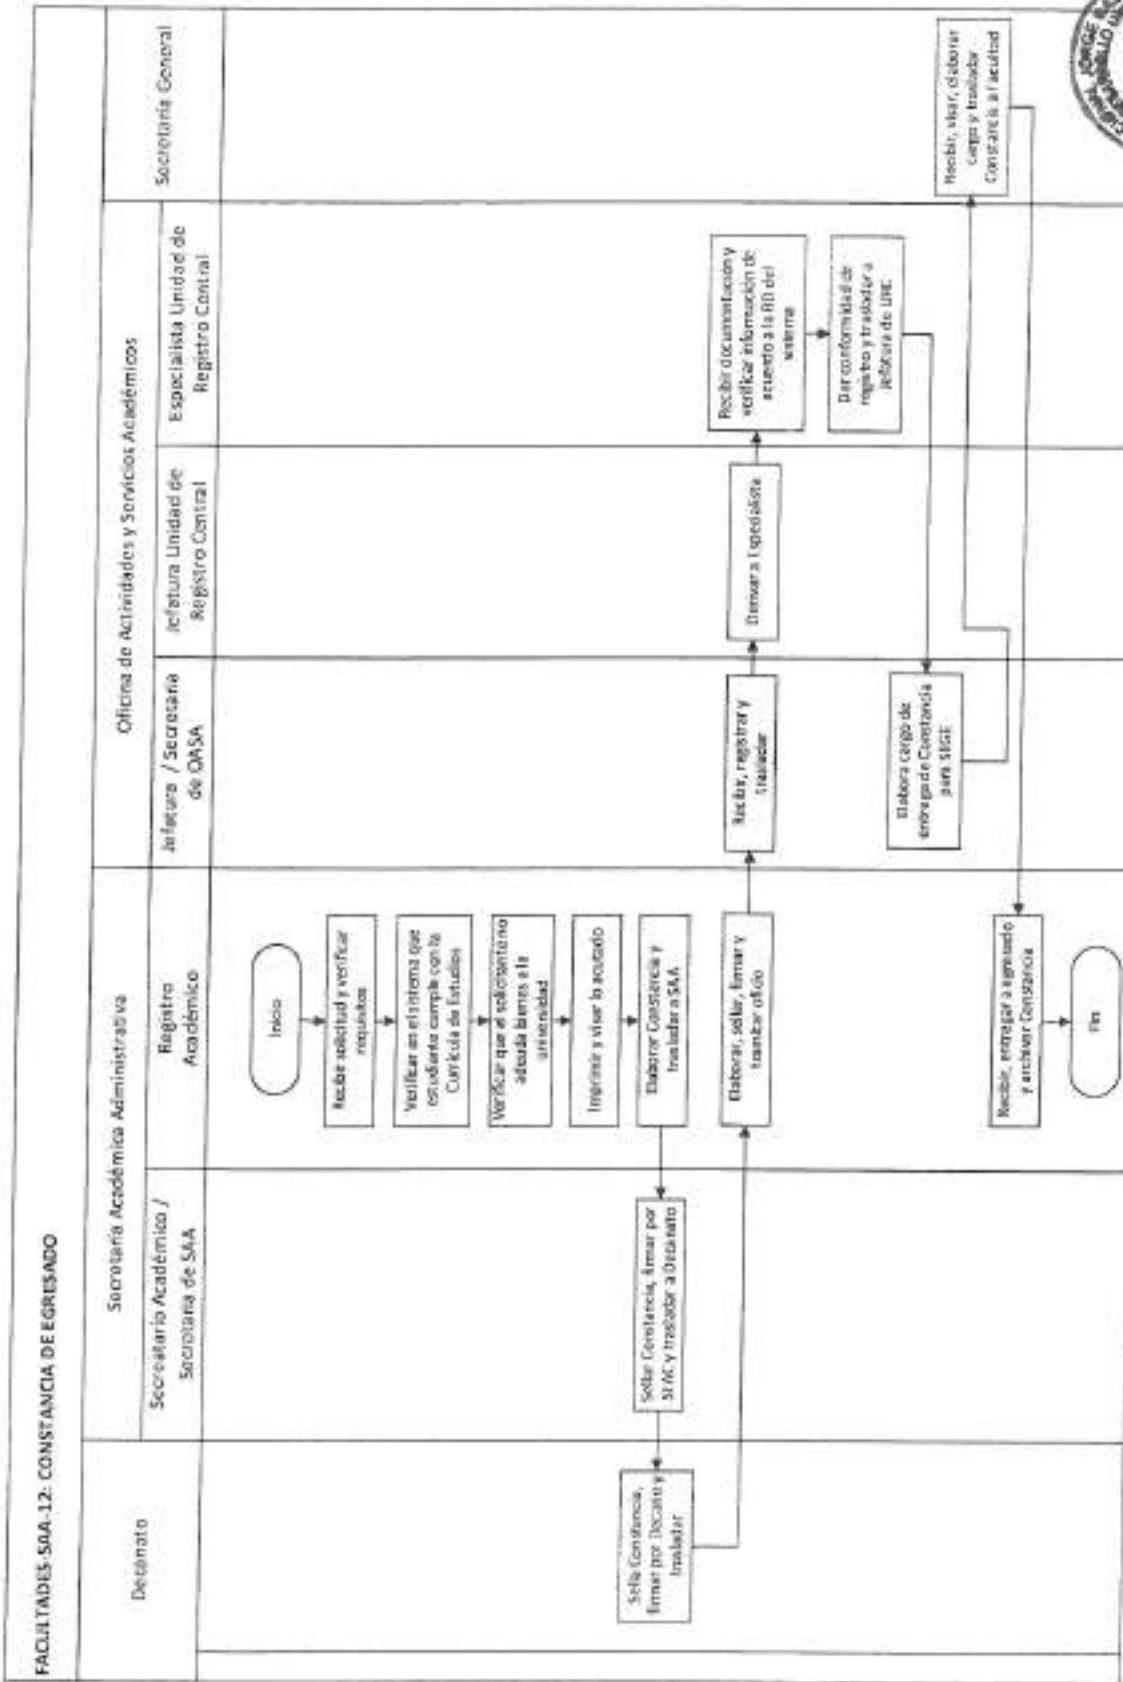 FACULTADES-SAA-12: CONSTANCIA DE EGRESADO
Decanato
Secretaría Académica Administrativa
Oficina de Actividades y Servicios Académicos
Secretaría General
Secretario Académico /
Secretaria de SAA
Registro
Académico
Jefatura / Secretaria
de OASA
Jefatura Unidad de
Registro Central
Especialista Unidad de
Registro Central
Inicio
Recibir solicitud y verificar
requisitos
Verificar en el sistema que
estudiante cumpla con la
Currícula de Estudios
Verificar que el solicitante no
adeuda bienes a la
universidad
Imprimir y visar lo actuado
Elaborar Constancia y
trasladar a SAA
Sellar Constancia, firmar por
SFAC y trasladar a Decanato
Sella Constancia,
firmar por Decano y
trasladar
Elaborar, sellar, firmar y
tramitar oficio
Recibir, registrar y
trasladar
Derivar a Especialista
Recibir documentación y
verificar información de
acuerdo a la BD del
sistema
Dar conformidad de
registro y trasladar a
Jefatura de URC
Elabora cargo de
entrega de Constancia
para SEGE
Recibir, visar, elaborar
cargo y trasladar
Constancia a Facultad
Recibir, entregar a egresado
y archivar Constancia
Fin
JORGE